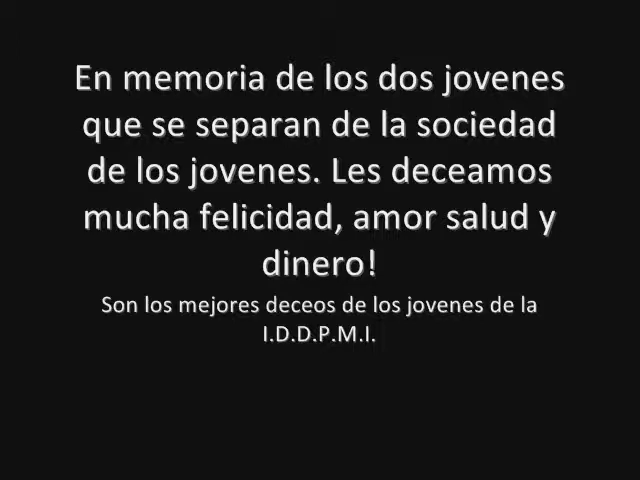 En memoria de los dos jovenes
que se separan de la sociedad
de los jovenes. Les deceamos
mucha felicidad, amor salud y
dinero!
Son los mejores deceos de los jovenes de la
I.D.D.P.M.I.